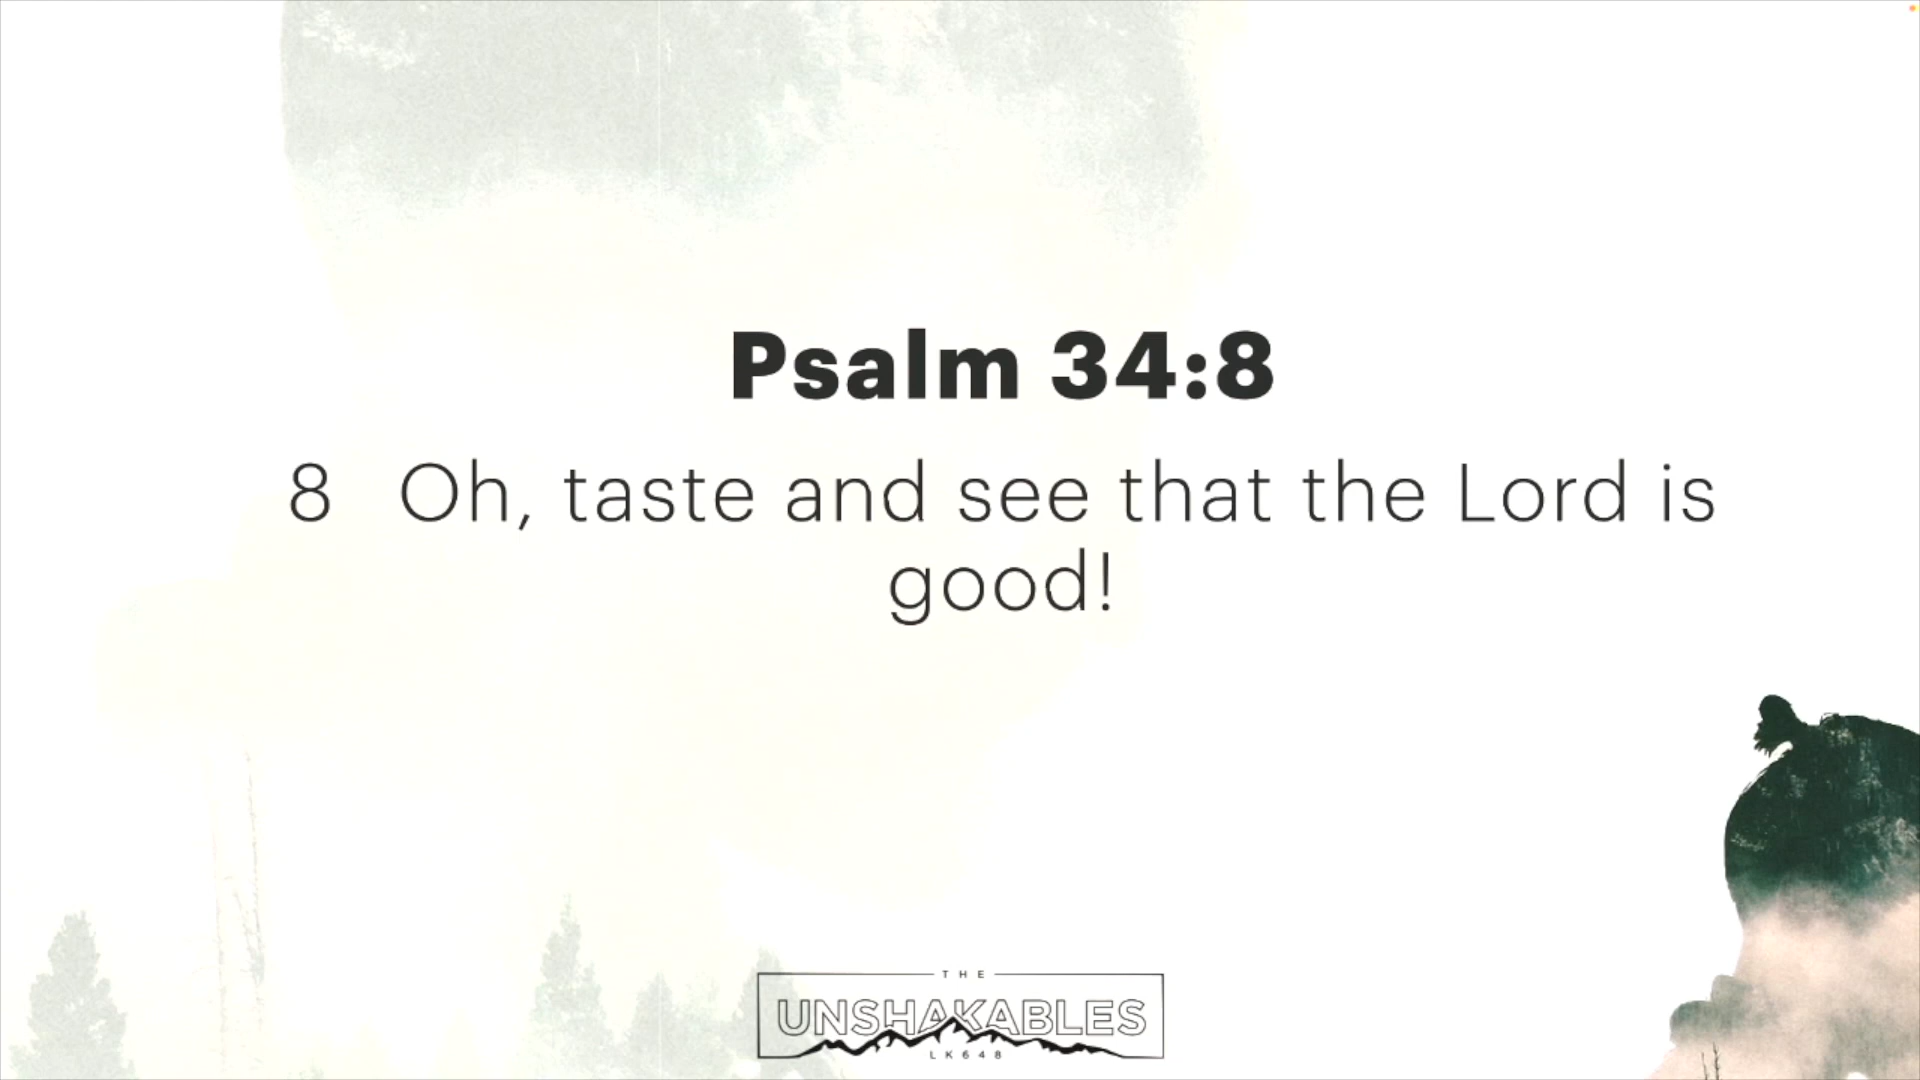 Psalm 34:8
8 Oh, taste and see that the Lord is
good!
THE
UNSHAKABLES
LK648